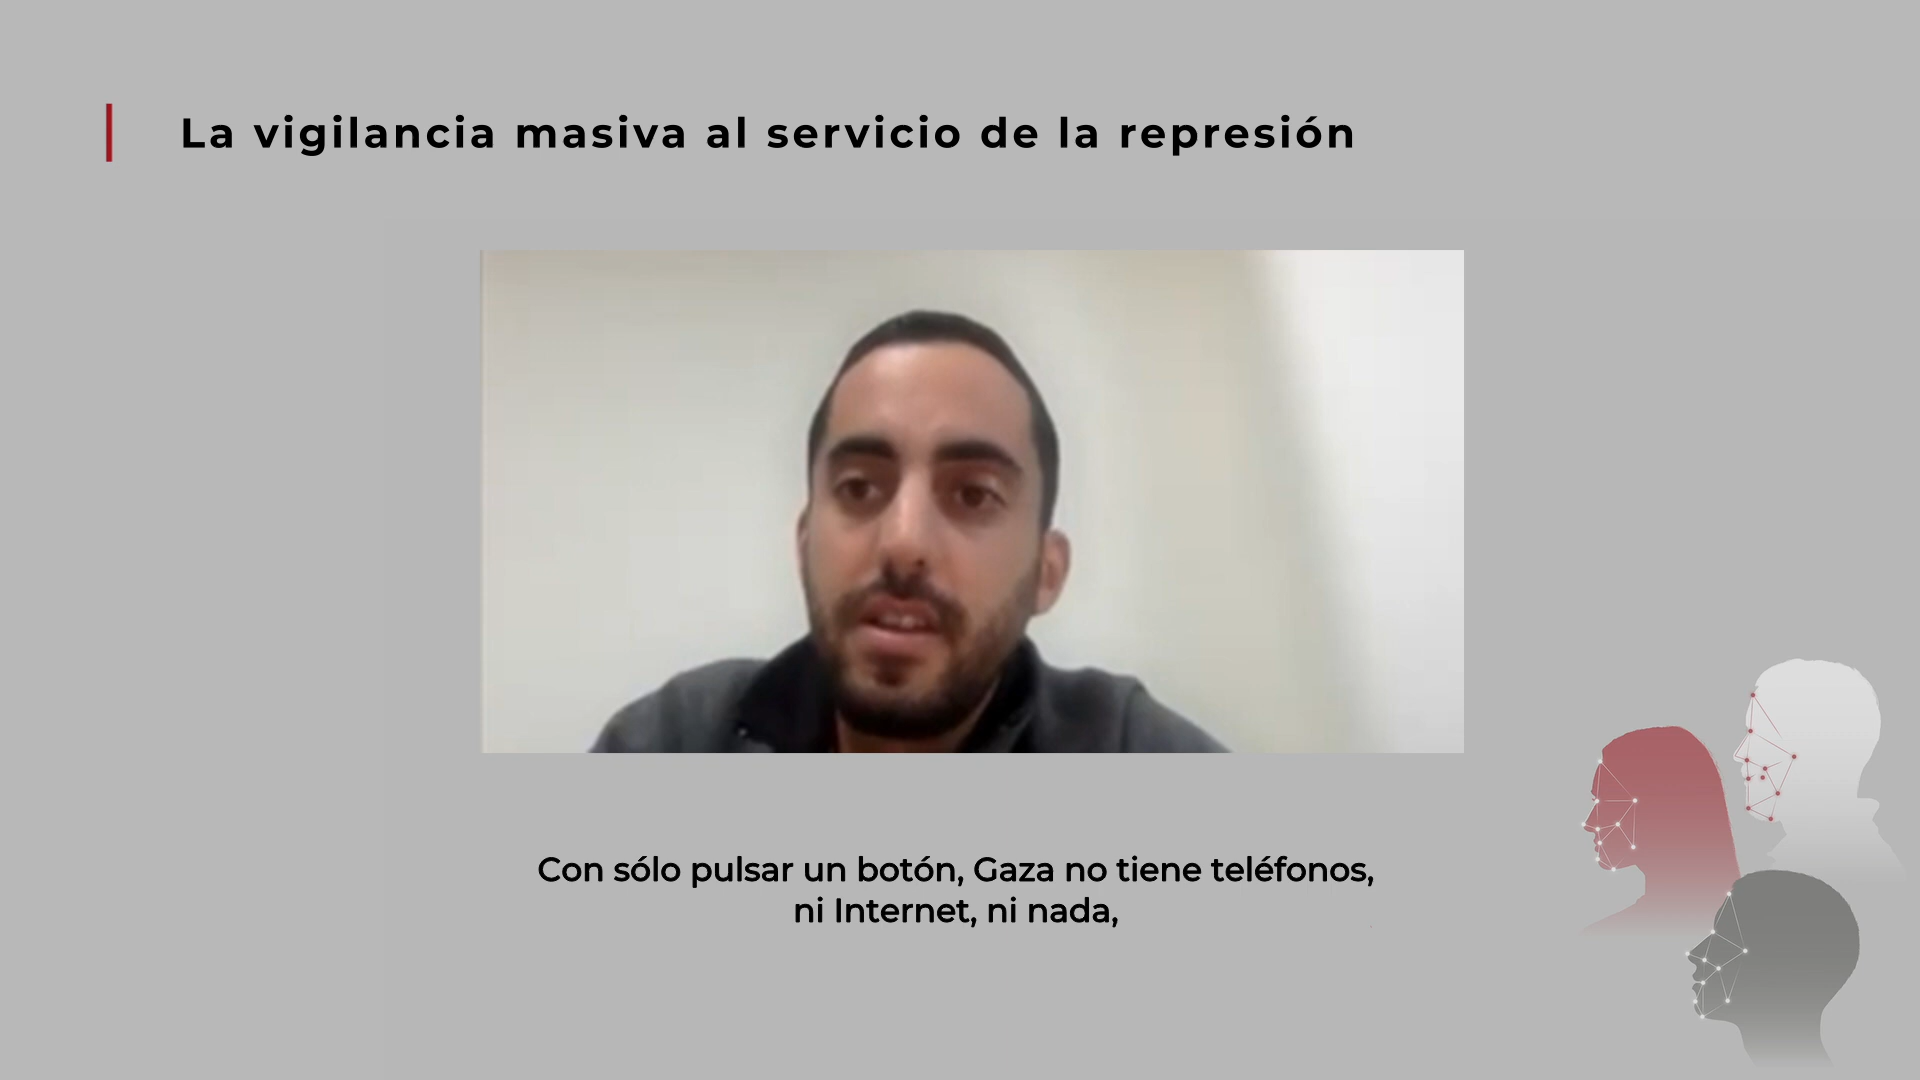 La vigilancia masiva al servicio de la represión
Con sólo pulsar un botón, Gaza no tiene teléfonos,
ni Internet, ni nada,